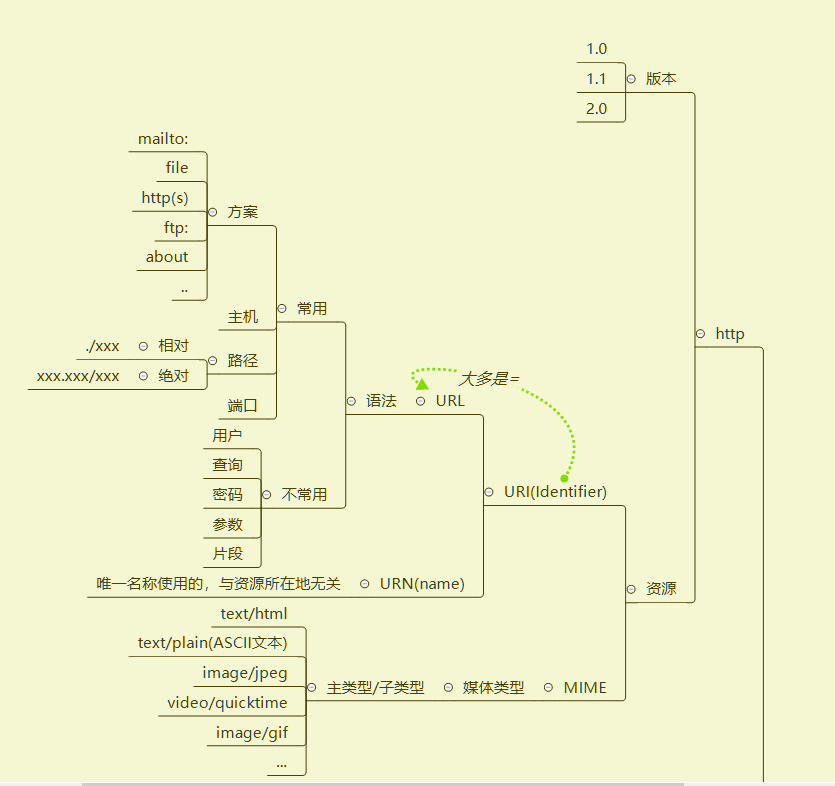 1.0
1.1
版本
2.0
mailto:
file
http(s)
方案
ftp:
about
..
常用
主机
http
./xxx
相对
路径
xxx.xxx/xxx
绝对
大多是=
端口
语法
URL
用户
查询
密码
不常用
URI(Identifier)
参数
片段
唯一名称使用的，与资源所在地无关
URN(name)
资源
text/html
text/plain(ASCII文本)
image/jpeg
主类型/子类型
媒体类型
MIME
video/quicktime
image/gif
...